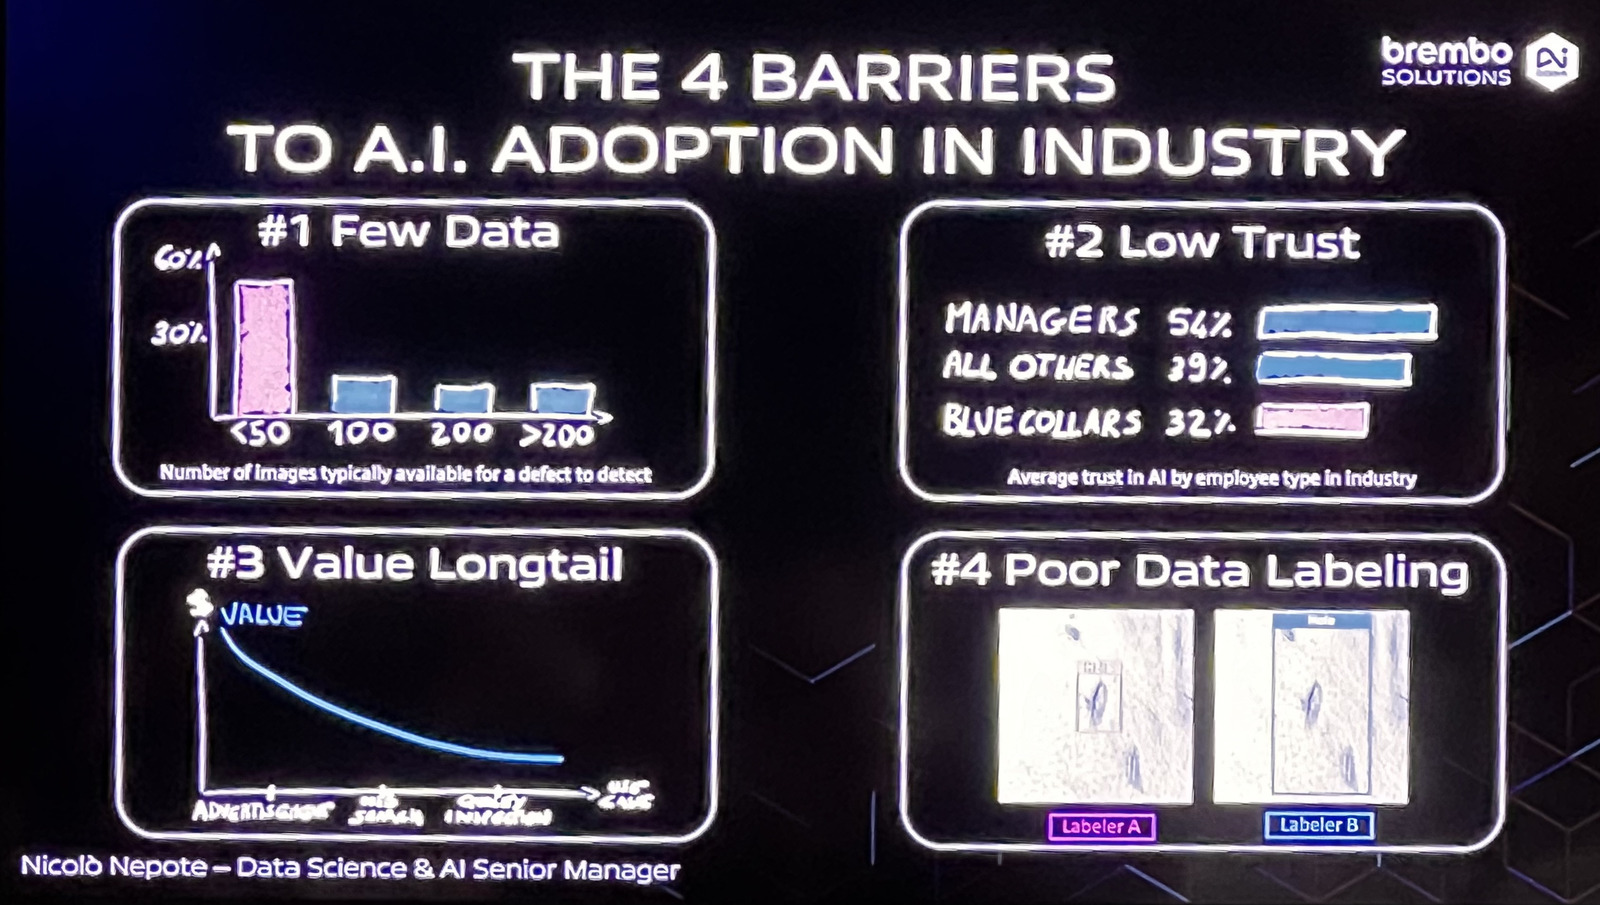 THE 4 BARRIERS
TO A.I. ADOPTION IN INDUSTRY
brembo
SOLUTIONS
#1 Few Data
60%
30%
<50 100 200 >200
Number of images typically available for a defect to detect
#2 Low Trust
MANAGERS 54%
ALL OTHERS 39%
BLUE COLLARS 32%
Average trust in AI by employee type in industry
#3 Value Longtail
$ VALUE
USE
CASE
WEB
SEARCH
QUALITY
INSPECTION
#4 Poor Data Labeling
Labeler A
Labeler B
Nicolò Nepote – Data Science & AI Senior Manager